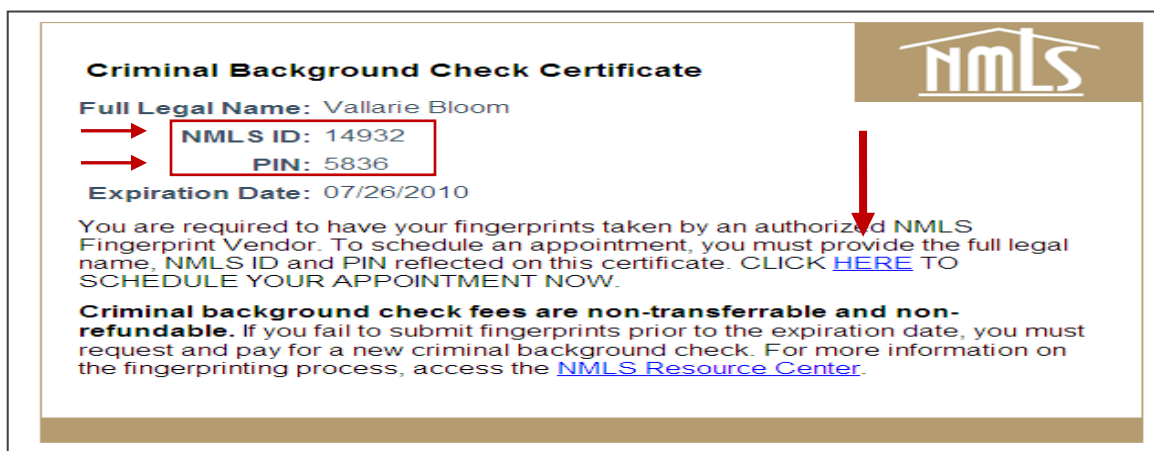 NMLS
Criminal Background Check Certificate
Full Legal Name: Vallarie Bloom
NMLS ID: 14932
PIN: 5836
Expiration Date: 07/26/2010
You are required to have your fingerprints taken by an authorized NMLS
Fingerprint Vendor. To schedule an appointment, you must provide the full legal
name, NMLS ID and PIN reflected on this certificate. CLICK HERE TO
SCHEDULE YOUR APPOINTMENT NOW.
Criminal background check fees are non-transferrable and non-
refundable. If you fail to submit fingerprints prior to the expiration date, you must
request and pay for a new criminal background check. For more information on
the fingerprinting process, access the NMLS Resource Center.